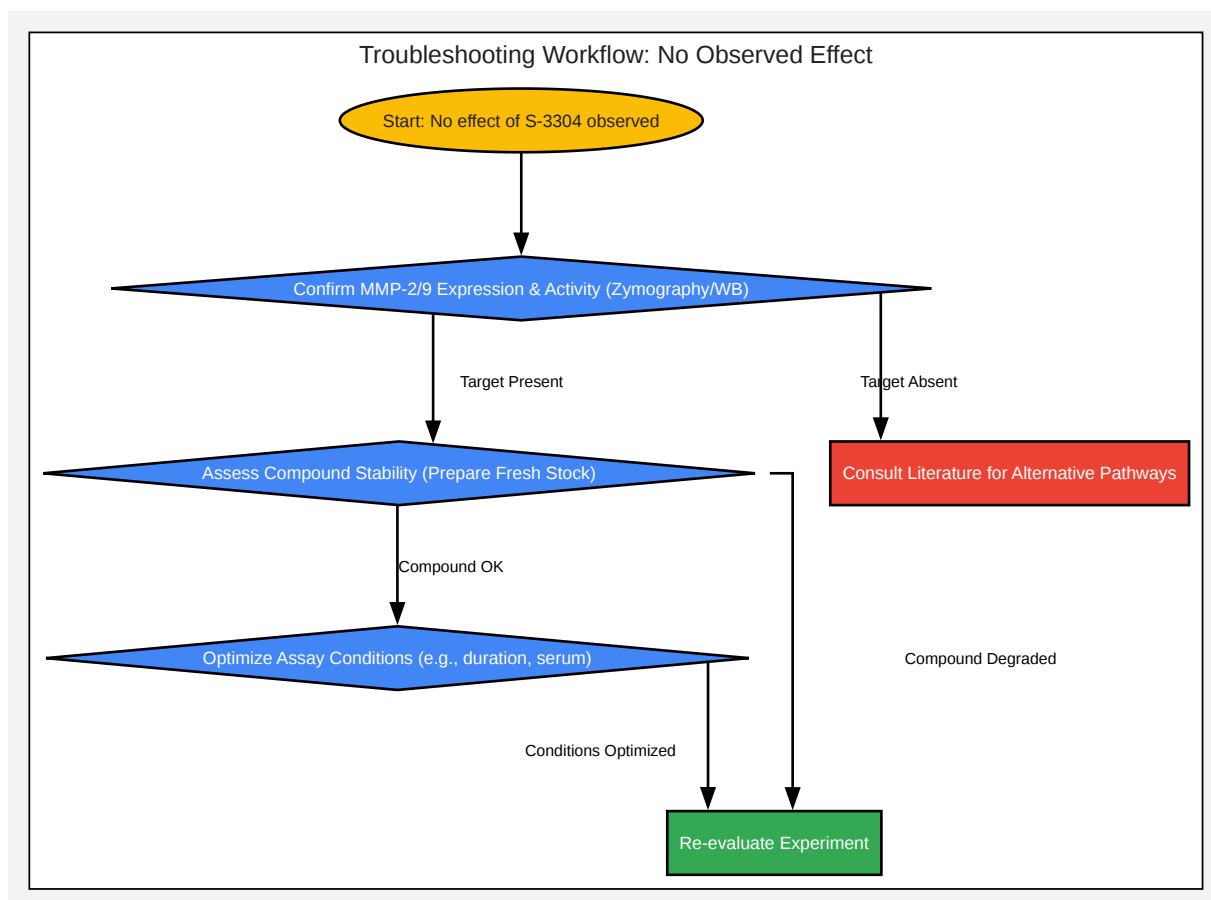 Troubleshooting Workflow: No Observed Effect
Start: No effect of S-3304 observed
Confirm MMP-2/9 Expression & Activity (Zymography/WB)
Target Present
Target Absent
Assess Compound Stability (Prepare Fresh Stock)
Consult Literature for Alternative Pathways
Compound OK
Optimize Assay Conditions (e.g., duration, serum)
Compound Degraded
Conditions Optimized
Re-evaluate Experiment